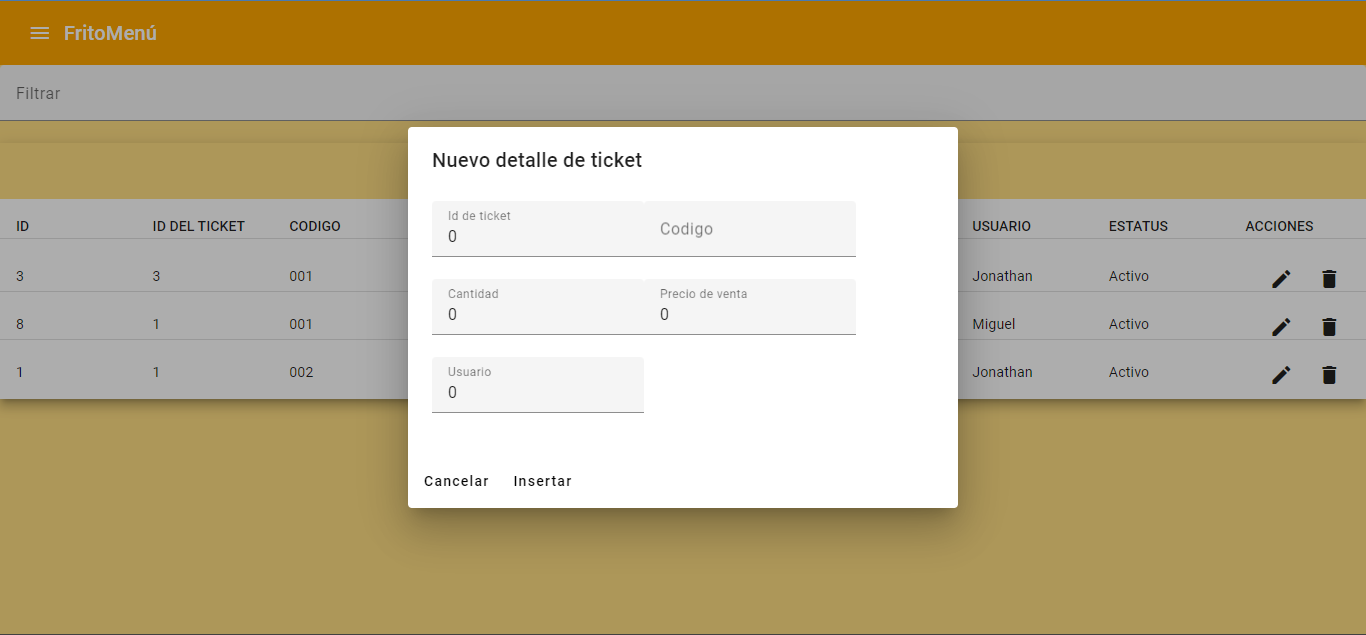 FritoMenú
Filtrar
Nuevo detalle de ticket
Id de ticket
0
Codigo
Cantidad
0
Precio de venta
0
Usuario
0
Cancelar Insertar
ID ID DEL TICKET CODIGO USUARIO ESTATUS ACCIONES
3 3 001 Jonathan Activo
8 1 001 Miguel Activo
1 1 002 Jonathan Activo